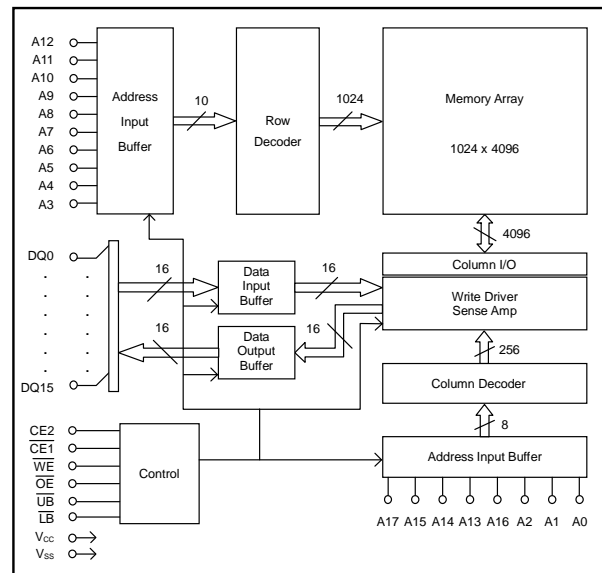 A12
A11
A10
A9
A8
A7
A6
A5
A4
A3
Address
Input
Buffer
10
Row
Decoder
1024
Memory Array
1024 x 4096
4096
Column I/O
Write Driver
Sense Amp
256
Column Decoder
8
Address Input Buffer
A17 A15 A14 A13 A16 A2 A1 A0
DQ0
DQ15
16
Data
Input
Buffer
16
16
Data
Output
Buffer
16
CE2
CE1
WE
OE
UB
LB
Control
VCC
VSS